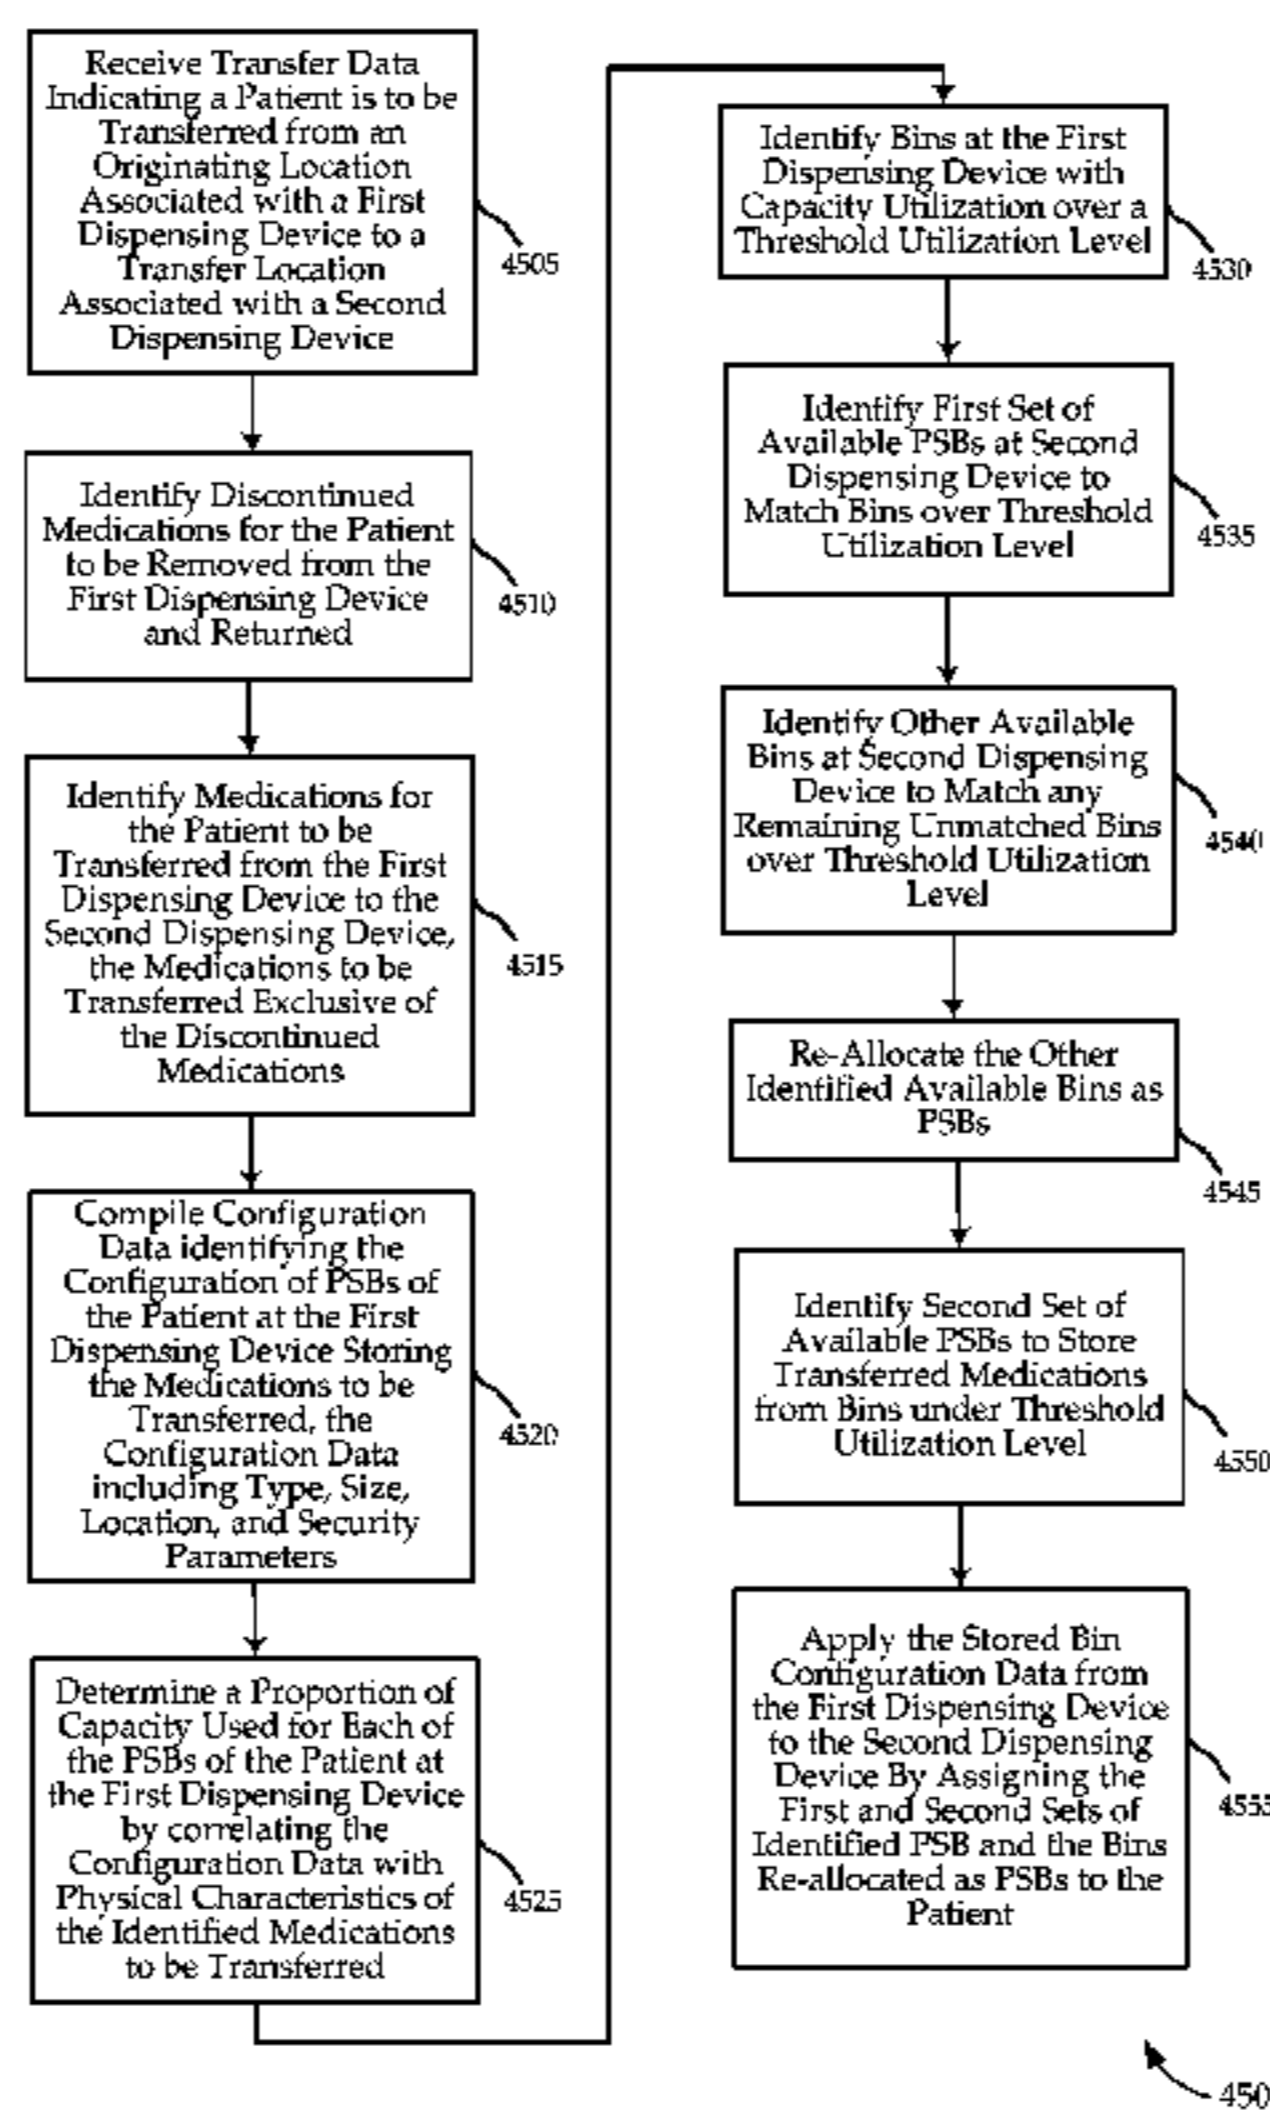 Receive Transfer Data
Indicating a Patient is to be
Transferred from an
Originating Location
Associated with a First
Dispensing Device to a
Transfer Location
Associated with a Second
Dispensing Device
4505
Identify Discontinued
Medications for the Patient
to be Removed from the
First Dispensing Device
and Returned
4510
Identify Medications for
the Patient to be
Transferred from the First
Dispensing Device to the
Second Dispensing Device,
the Medications to be
Transferred Exclusive of
the Discontinued
Medications
4515
Compile Configuration
Data identifying the
Configuration of PSBs of
the Patient at the First
Dispensing Device Storing
the Medications to be
Transferred, the
Configuration Data
including Type, Size,
Location, and Security
Parameters
4520
Determine a Proportion of
Capacity Used for Each of
the PSBs of the Patient at
the First Dispensing Device
by correlating the
Configuration Data with
Physical Characteristics of
the Identified Medications
to be Transferred
4525
Identify Bins at the First
Dispensing Device with
Capacity Utilization over a
Threshold Utilization Level
4530
Identify First Set of
Available PSBs at Second
Dispensing Device to
Match Bins over Threshold
Utilization Level
4535
Identify Other Available
Bins at Second Dispensing
Device to Match any
Remaining Unmatched Bins
over Threshold Utilization
Level
4540
Re-Allocate the Other
Identified Available Bins as
PSBs
4545
Identify Second Set of
Available PSBs to Store
Transferred Medications
from Bins under Threshold
Utilization Level
4550
Apply the Stored Bin
Configuration Data from
the First Dispensing Device
to the Second Dispensing
Device By Assigning the
First and Second Sets of
Identified PSB and the Bins
Re-allocated as PSBs to the
Patient
4555
450